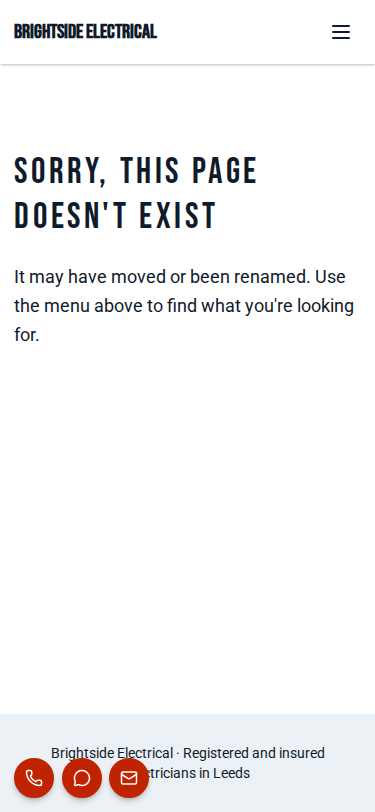 BRIGHTSIDE ELECTRICAL
SORRY, THIS PAGE
DOESN'T EXIST
It may have moved or been renamed. Use
the menu above to find what you're looking
for.
Brightside Electrical · Registered and insured
in Leeds